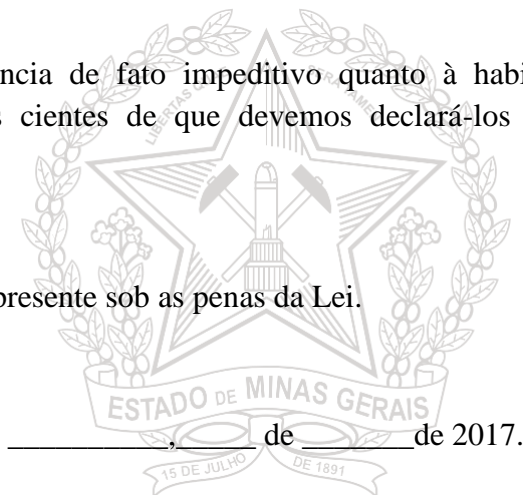 ncia de fato impeditivo quanto à habi
cientes de que devemos declará-los
presente sob as penas da Lei.
ESTADO DE MINAS GERAIS
__________,_____ de _______de 2017.
15 DE JULHO DE 1891